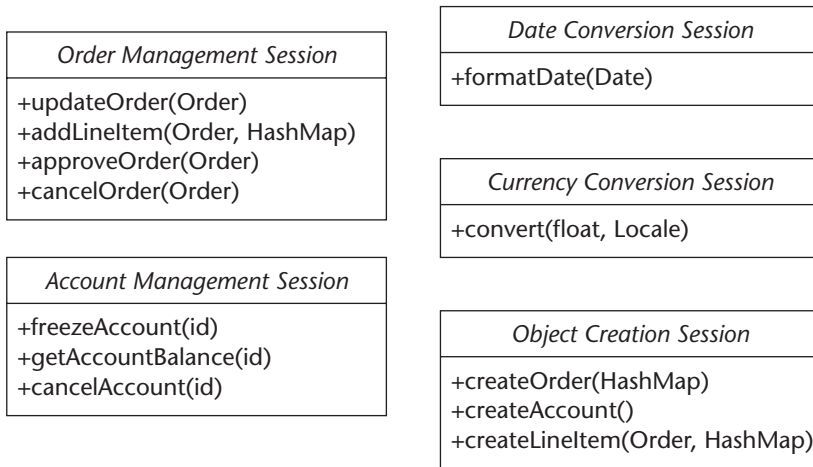 Order Management Session
+updateOrder(Order)
+addLineItem(Order, HashMap)
+approveOrder(Order)
+cancelOrder(Order)
Account Management Session
+freezeAccount(id)
+getAccountBalance(id)
+cancelAccount(id)
Date Conversion Session
+formatDate(Date)
Currency Conversion Session
+convert(float, Locale)
Object Creation Session
+createOrder(HashMap)
+createAccount()
+createLineItem(Order, HashMap)